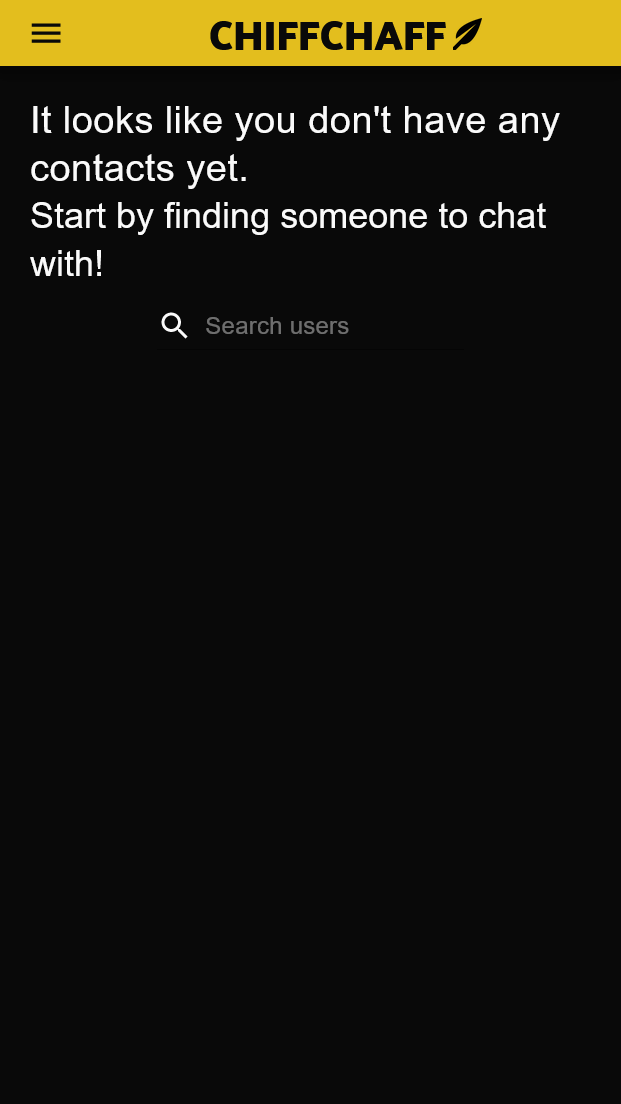 CHIFFCHAFF
It looks like you don't have any
contacts yet.
Start by finding someone to chat
with!
Search users